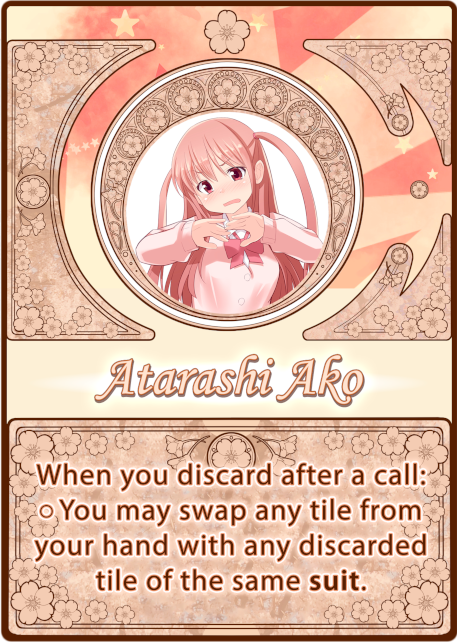 Atarashi Ako
When you discard after a call:
○ You may swap any tile from
your hand with any discarded
tile of the same suit.